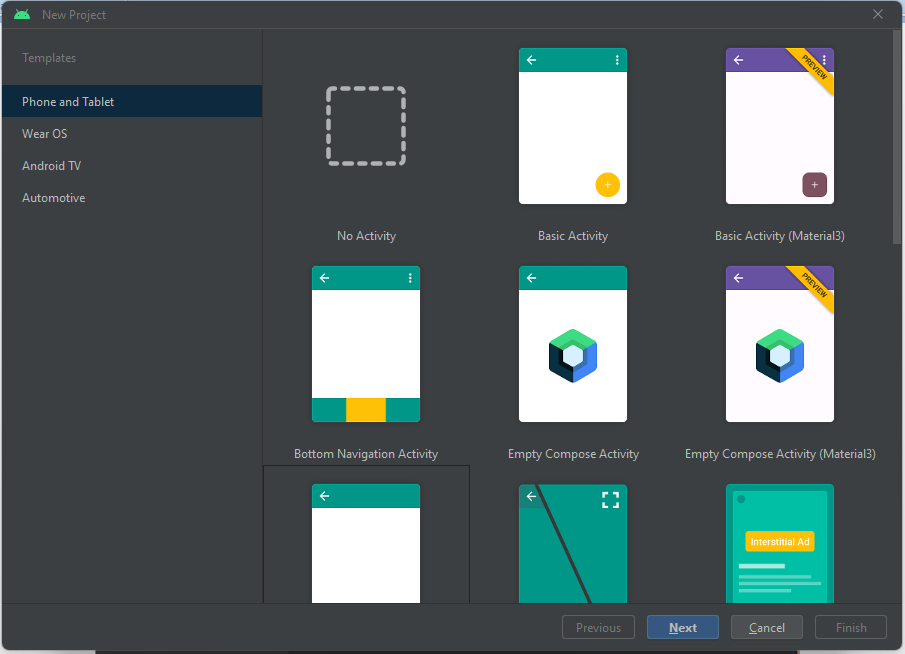 New Project
Templates
Phone and Tablet
Wear OS
Android TV
Automotive
PREVIEW
No Activity
Basic Activity
Basic Activity (Material3)
PREVIEW
Bottom Navigation Activity
Empty Compose Activity
Empty Compose Activity (Material3)
Interstitial Ad
Previous
Next
Cancel
Finish